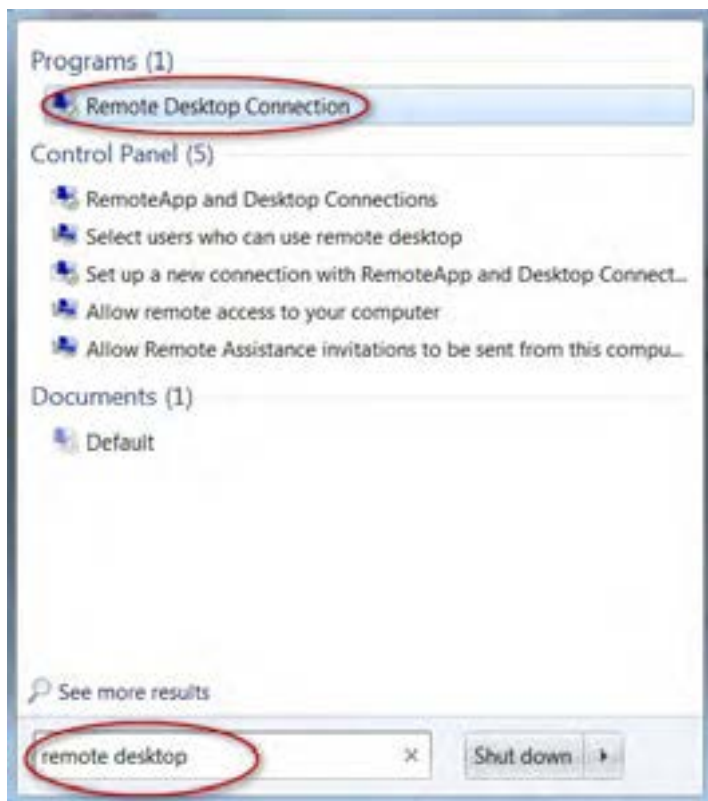 Programs (1)
Remote Desktop Connection
Control Panel (5)
RemoteApp and Desktop Connections
Select users who can use remote desktop
Set up a new connection with RemoteApp and Desktop Connect...
Allow remote access to your computer
Allow Remote Assistance invitations to be sent from this compu...
Documents (1)
Default
See more results
remote desktop
Shut down